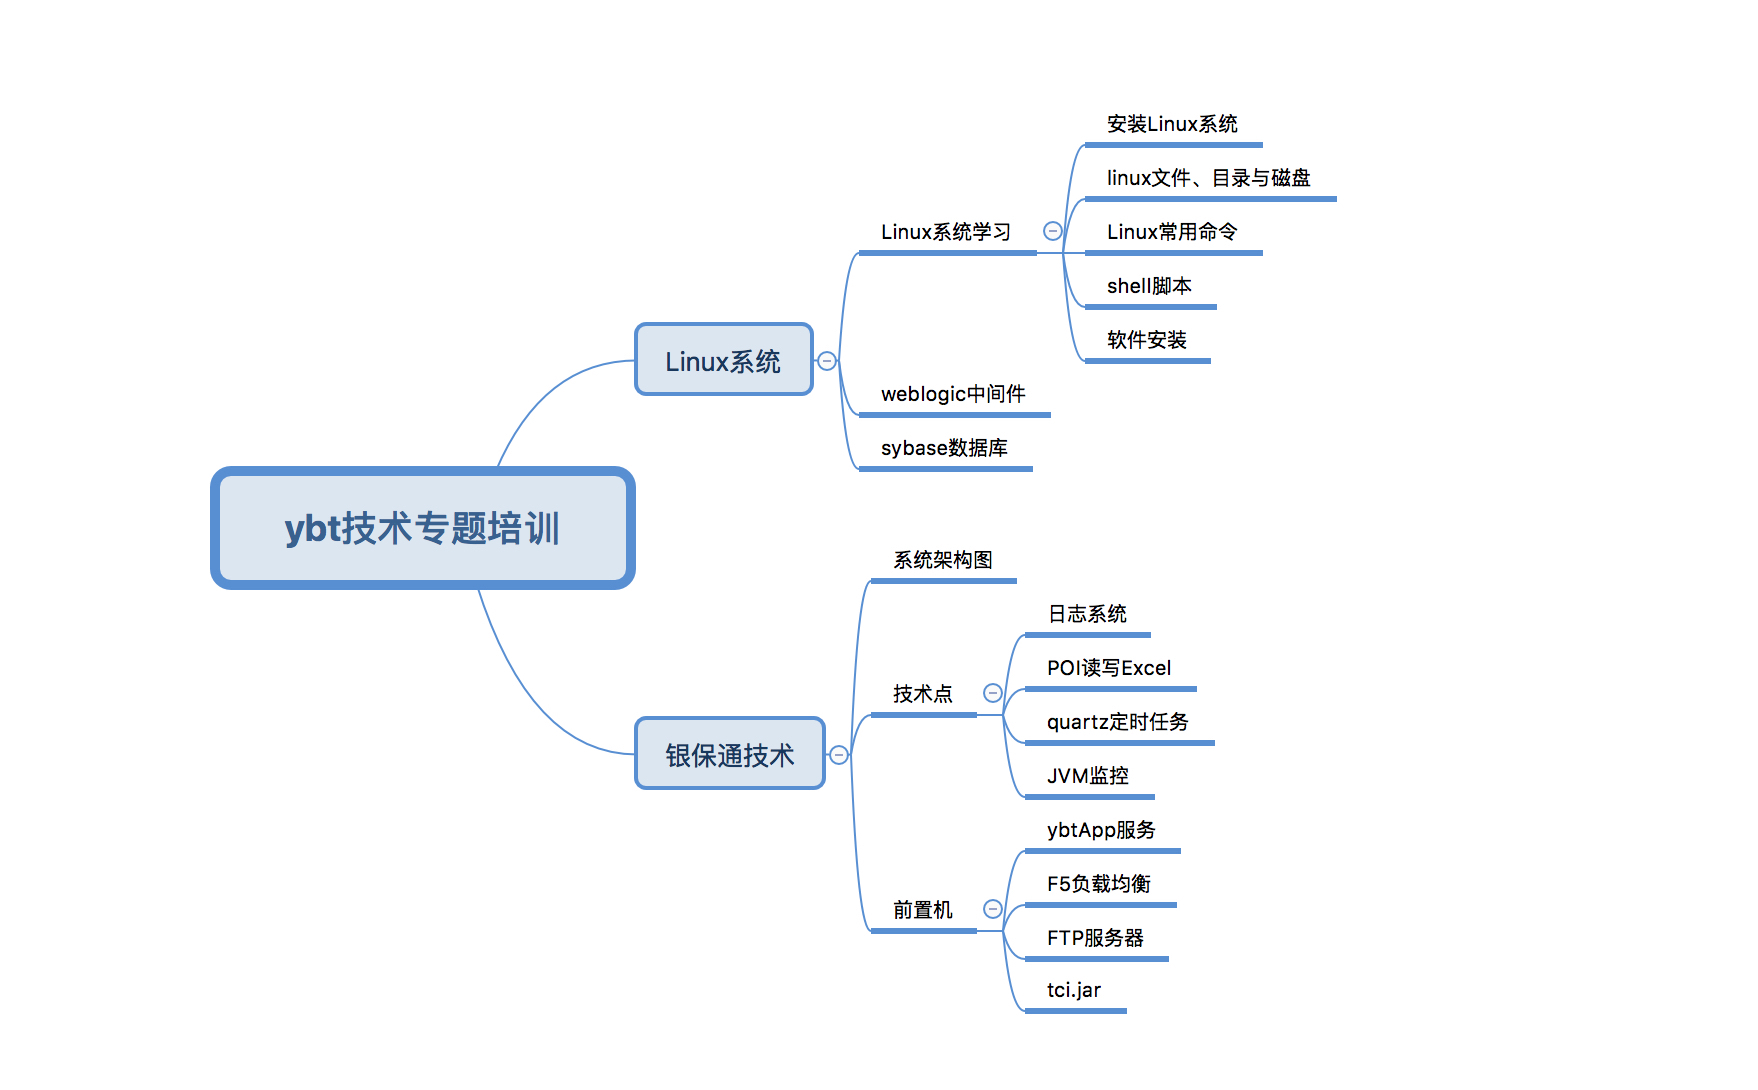 ybt技术专题培训
Linux系统
Linux系统学习
安装Linux系统
linux文件、目录与磁盘
Linux常用命令
shell脚本
软件安装
weblogic中间件
sybase数据库
银保通技术
系统架构图
技术点
日志系统
POI读写Excel
quartz定时任务
JVM监控
前置机
ybtApp服务
F5负载均衡
FTP服务器
tci.jar